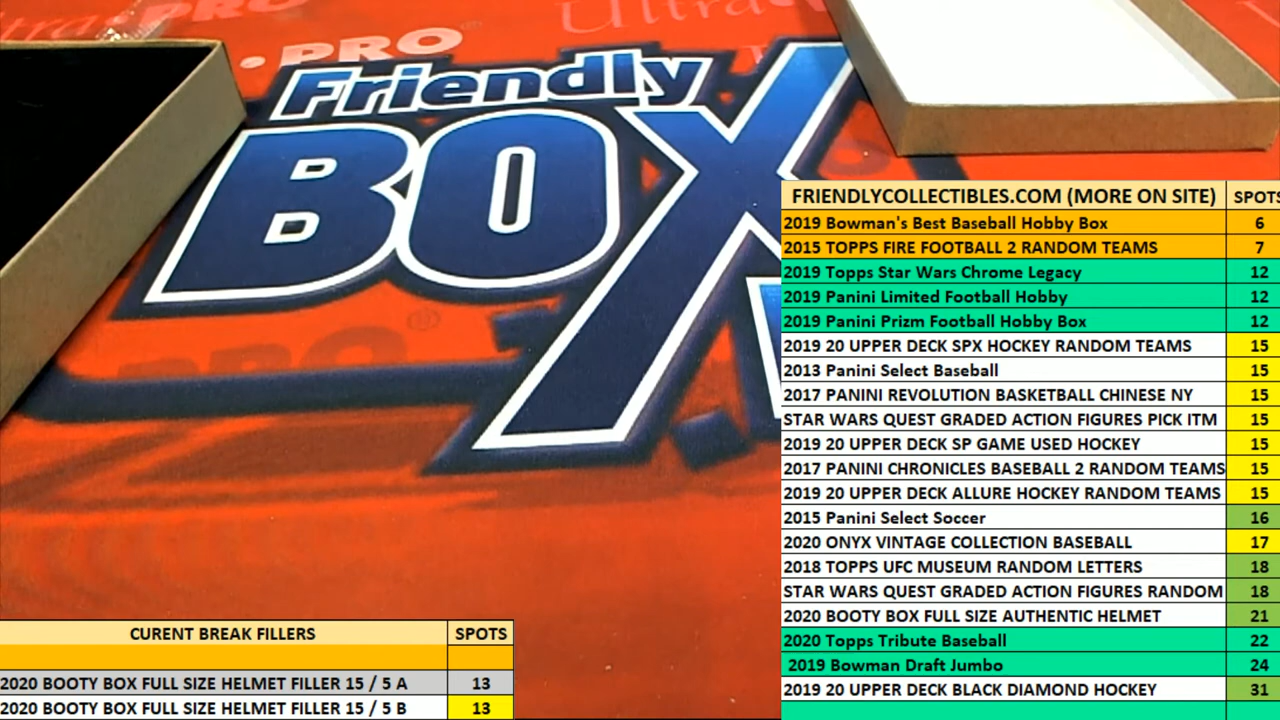 Ultra
• PRO®
Friendly
BOX
PRO®
FRIENDLYCOLLECTIBLES.COM (MORE ON SITE) SPOTS
2019 Bowman's Best Baseball Hobby Box 6
2015 TOPPS FIRE FOOTBALL 2 RANDOM TEAMS 7
2019 Topps Star Wars Chrome Legacy 12
2019 Panini Limited Football Hobby 12
2019 Panini Prizm Football Hobby Box 12
2019 20 UPPER DECK SPX HOCKEY RANDOM TEAMS 15
2013 Panini Select Baseball 15
2017 PANINI REVOLUTION BASKETBALL CHINESE NY 15
STAR WARS QUEST GRADED ACTION FIGURES PICK ITM 15
2019 20 UPPER DECK SP GAME USED HOCKEY 15
2017 PANINI CHRONICLES BASEBALL 2 RANDOM TEAMS 15
2019 20 UPPER DECK ALLURE HOCKEY RANDOM TEAMS 15
2015 Panini Select Soccer 16
2020 ONYX VINTAGE COLLECTION BASEBALL 17
2018 TOPPS UFC MUSEUM RANDOM LETTERS 18
STAR WARS QUEST GRADED ACTION FIGURES RANDOM 18
2020 BOOTY BOX FULL SIZE AUTHENTIC HELMET 21
2020 Topps Tribute Baseball 22
2019 Bowman Draft Jumbo 24
2019 20 UPPER DECK BLACK DIAMOND HOCKEY 31
CURENT BREAK FILLERS SPOTS
2020 BOOTY BOX FULL SIZE HELMET FILLER 15 / 5 A 13
2020 BOOTY BOX FULL SIZE HELMET FILLER 15 / 5 B 13